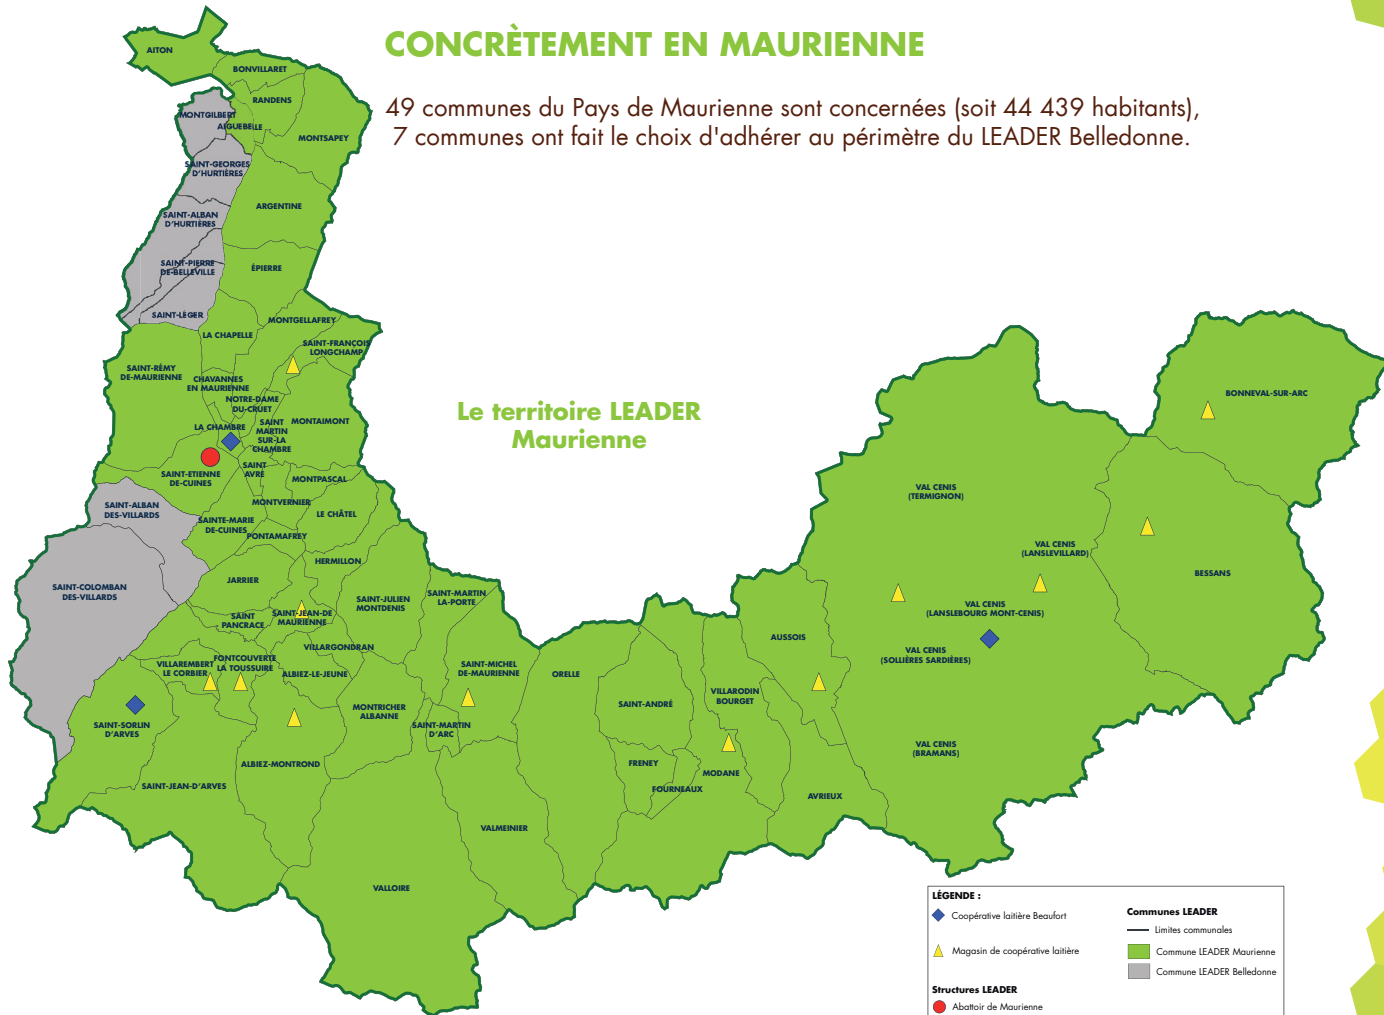 CONCRÈTEMENT EN MAURIENNE
49 communes du Pays de Maurienne sont concernées (soit 44 439 habitants),
7 communes ont fait le choix d'adhérer au périmètre du LEADER Belledonne.
AITON
BONVILLARET
RANDENS
MONTGILBERT
AIGUEBELLE
MONTSAPEY
SAINT-GEORGES
D'HURTIÈRES
ARGENTINE
SAINT-ALBAN
D'HURTIÈRES
SAINT-PIERRE
DE-BELLEVILLE
ÉPIERRE
SAINT-LÉGER
MONTGELLAFREY
LA CHAPELLE
SAINT-FRANÇOIS
LONGCHAMP
SAINT-RÉMY
DE-MAURIENNE
CHAVANNES
EN MAURIENNE
NOTRE-DAME
DU-CRUET
Le territoire LEADER
Maurienne
LA CHAMBRE
SAINT
MARTIN
SUR-LA
CHAMBRE
MONTAIMONT
SAINT-ETIENNE
DE-CUINES
SAINT
AVRE
MONTPASCAL
SAINT-ALBAN
DES-VILLARDS
MONTVERNIER
LE CHÂTEL
SAINTE-MARIE
DE-CUINES
PONTAMAFREY
HERMILLON
JARRIER
SAINT-COLOMBAN
DES-VILLARDS
SAINT-JULIEN
MONTDENIS
SAINT-MARTIN
LA-PORTE
SAINT
PANCRACE
SAINT-JEAN-DE
MAURIENNE
VILLARGONDRAN
VILLAREMBERT
LE CORBIER
FONTCOUVERTE
LA TOUSSUIRE
ALBIEZ-LE-JEUNE
SAINT-MICHEL
DE-MAURIENNE
ORELLE
MONTRICHER
ALBANNE
SAINT-MARTIN
D'ARC
SAINT-SORLIN
D'ARVES
SAINT-JEAN-D'ARVES
ALBIEZ-MONTROND
VALMEINIER
VALLOIRE
SAINT-ANDRÉ
FRENEY
FOURNEAUX
MODANE
VILLARODIN
BOURGET
AUSSOIS
AVRIEUX
VAL CENIS
(TERMIGNON)
VAL CENIS
(LANSLEVILLARD)
VAL CENIS
(LANSLEBOURG MONT-CENIS)
VAL CENIS
(SOLLIÈRES SARDIÈRES)
VAL CENIS
(BRAMANS)
BONNEVAL-SUR-ARC
BESSANS
LÉGENDE :
Coopérative laitière Beaufort
Magasin de coopérative laitière
Structures LEADER
Abattoir de Maurienne
Communes LEADER
Limites communales
Commune LEADER Maurienne
Commune LEADER Belledonne